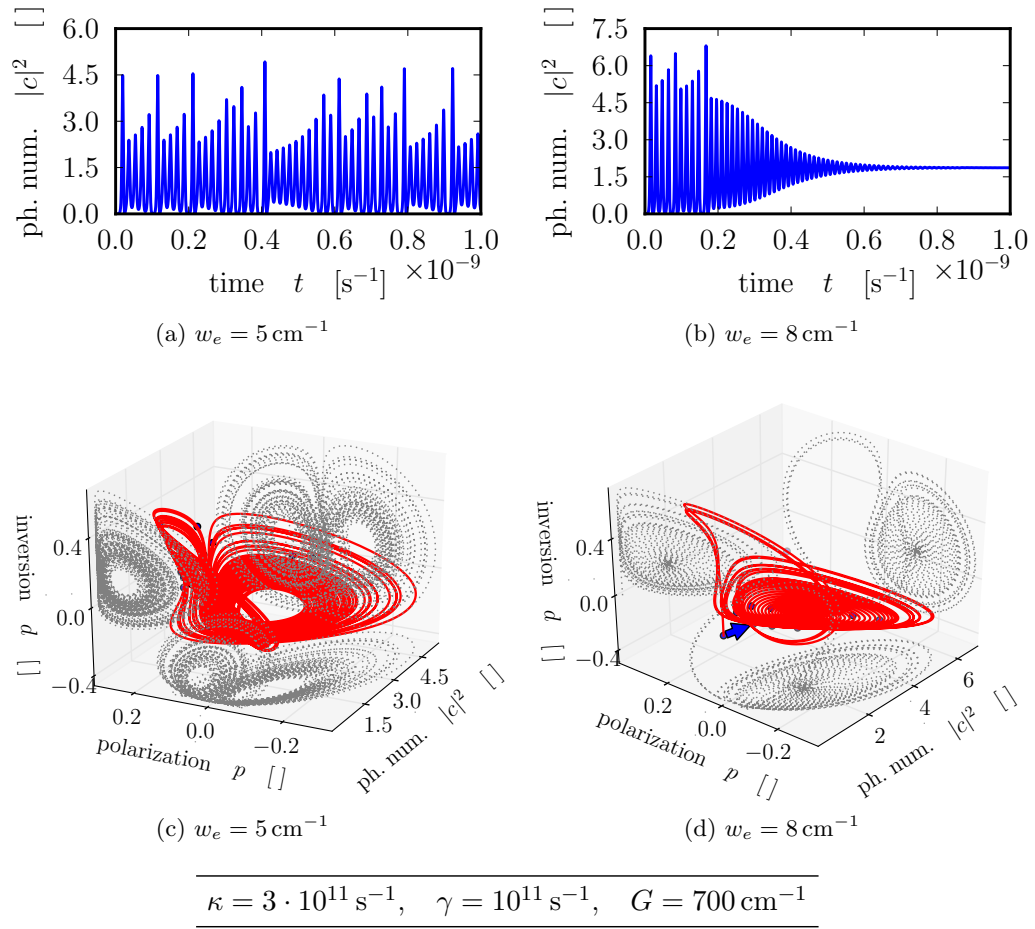 ph. num. |c|² [ ]
6.0
4.5
3.0
1.5
0.0
0.0 0.2 0.4 0.6 0.8 1.0
×10⁻⁹
time t [s⁻¹]
(a) wₑ = 5 cm⁻¹
ph. num. |c|² [ ]
7.5
6.0
4.5
3.0
1.5
0.0
0.0 0.2 0.4 0.6 0.8 1.0
×10⁻⁹
time t [s⁻¹]
(b) wₑ = 8 cm⁻¹
inversion p [ ]
0.4
0.0
−0.4
0.2 0.0 −0.2
polarization p [ ]
1.5 3.0 4.5
ph. num. |c|² [ ]
(c) wₑ = 5 cm⁻¹
inversion p [ ]
0.4
0.0
−0.4
0.2 0.0 −0.2
polarization p [ ]
2 4 6
ph. num. |c|² [ ]
(d) wₑ = 8 cm⁻¹
κ = 3 · 10¹¹ s⁻¹, γ = 10¹¹ s⁻¹, G = 700 cm⁻¹